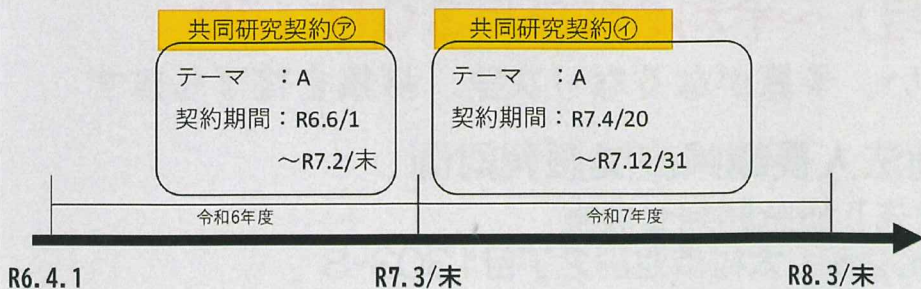 共同研究契約㋐
テーマ ：A
契約期間：R6.6/1
～R7.2/末
共同研究契約㋑
テーマ ：A
契約期間：R7.4/20
～R7.12/31
令和6年度
令和7年度
R6.4.1
R7.3/末
R8.3/末